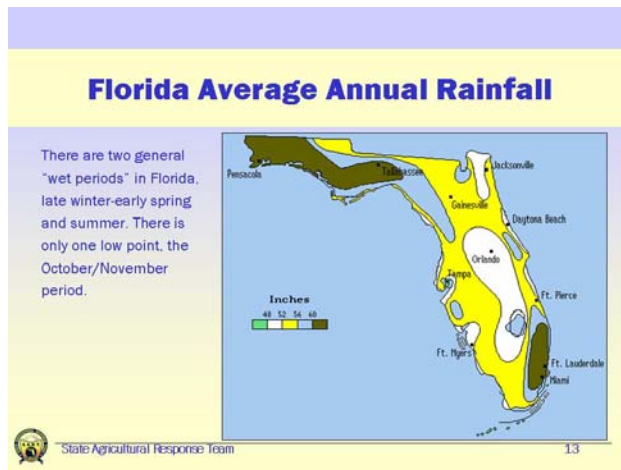 Florida Average Annual Rainfall
There are two general
"wet periods" in Florida,
late winter-early spring
and summer. There is
only one low point, the
October/November
period.
Pensacola
Tallahassee
Jacksonville
Gainesville
Daytona Beach
Orlando
Tampa
Ft. Pierce
Inches
48 52 56 60
Ft. Myers
Ft. Lauderdale
Miami
State Agricultural Response Team
13